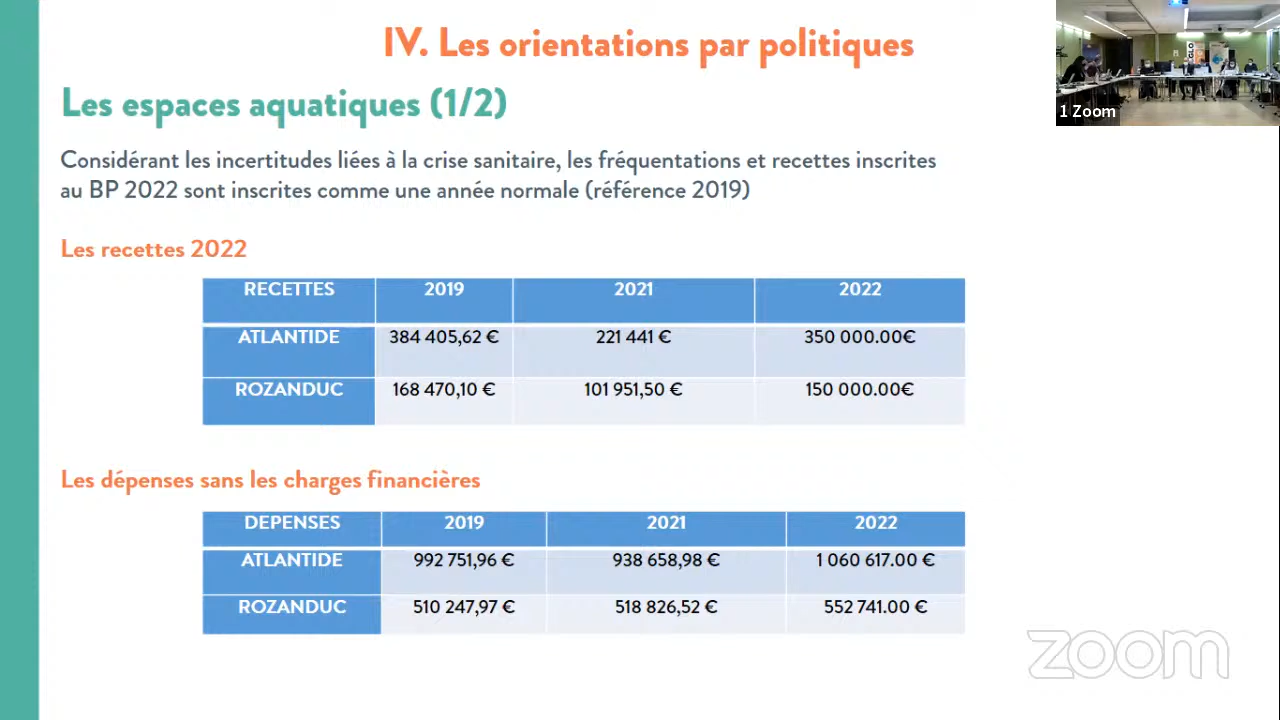 IV. Les orientations par politiques
Les espaces aquatiques (1/2)
1 Zoom
Considérant les incertitudes liées à la crise sanitaire, les fréquentations et recettes inscrites
au BP 2022 sont inscrites comme une année normale (référence 2019)
Les recettes 2022
RECETTES 2019 2021 2022
ATLANTIDE 384 405,62 € 221 441 € 350 000.00€
ROZANDUC 168 470,10 € 101 951,50 € 150 000.00€
Les dépenses sans les charges financières
DEPENSES 2019 2021 2022
ATLANTIDE 992 751,96 € 938 658,98 € 1 060 617.00 €
ROZANDUC 510 247,97 € 518 826,52 € 552 741.00 €
zoom